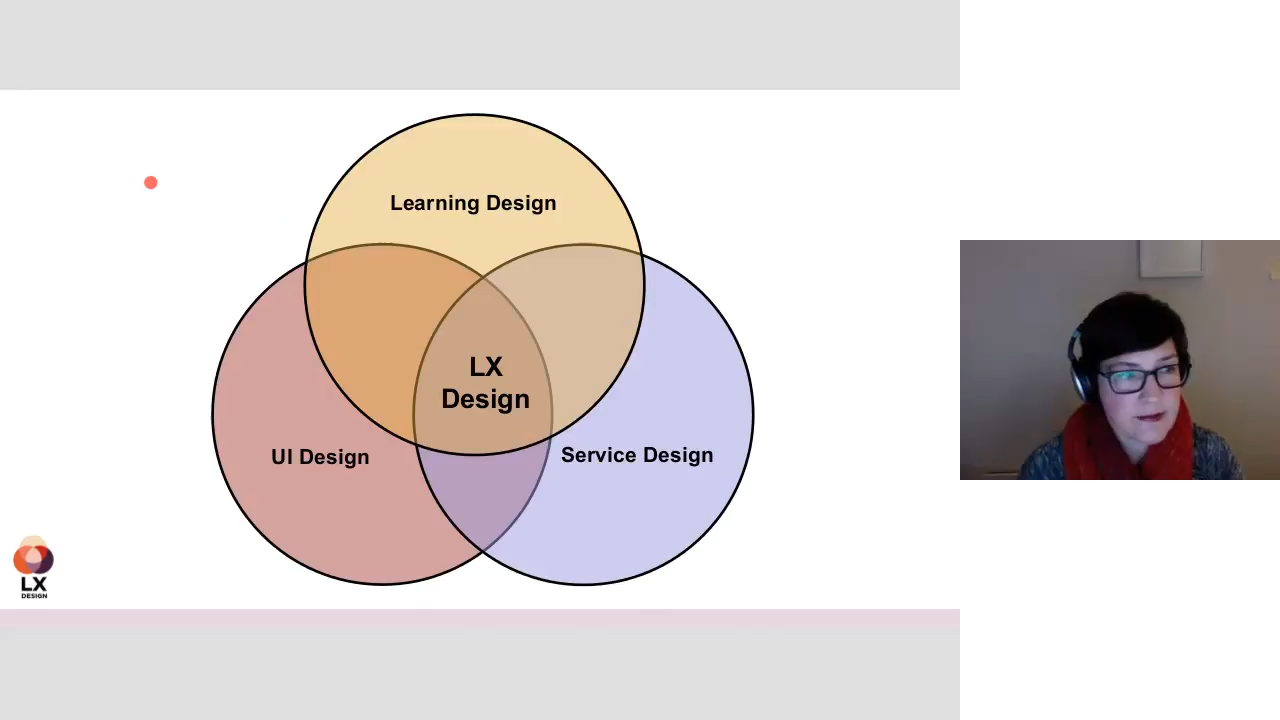 Learning Design
LX
Design
UI Design
Service Design
LX
DESIGN